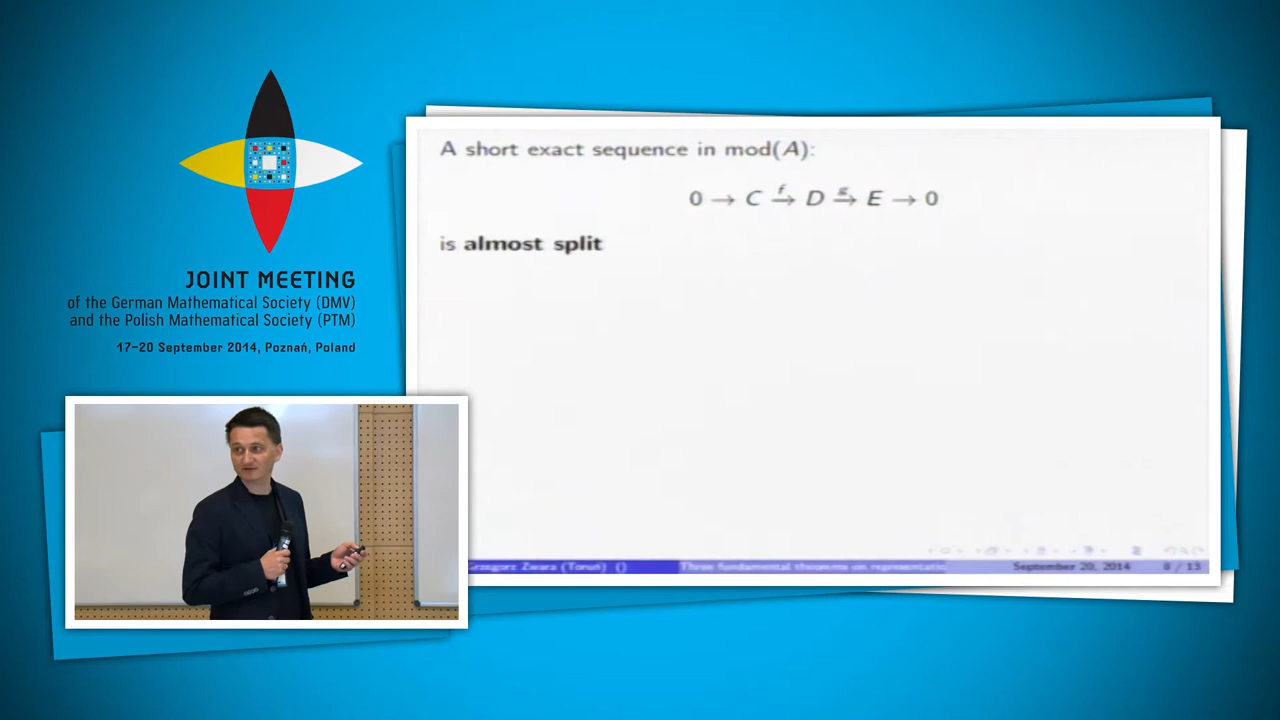 JOINT MEETING
of the German Mathematical Society (DMV)
and the Polish Mathematical Society (PTM)
17–20 September 2014, Poznań, Poland
A short exact sequence in mod(A):
0 → C →f D →g E → 0
is almost split
Grzegorz Zwara (Toruń) ()
Three fundamental theorems on representatio
September 20, 2014
8 / 13